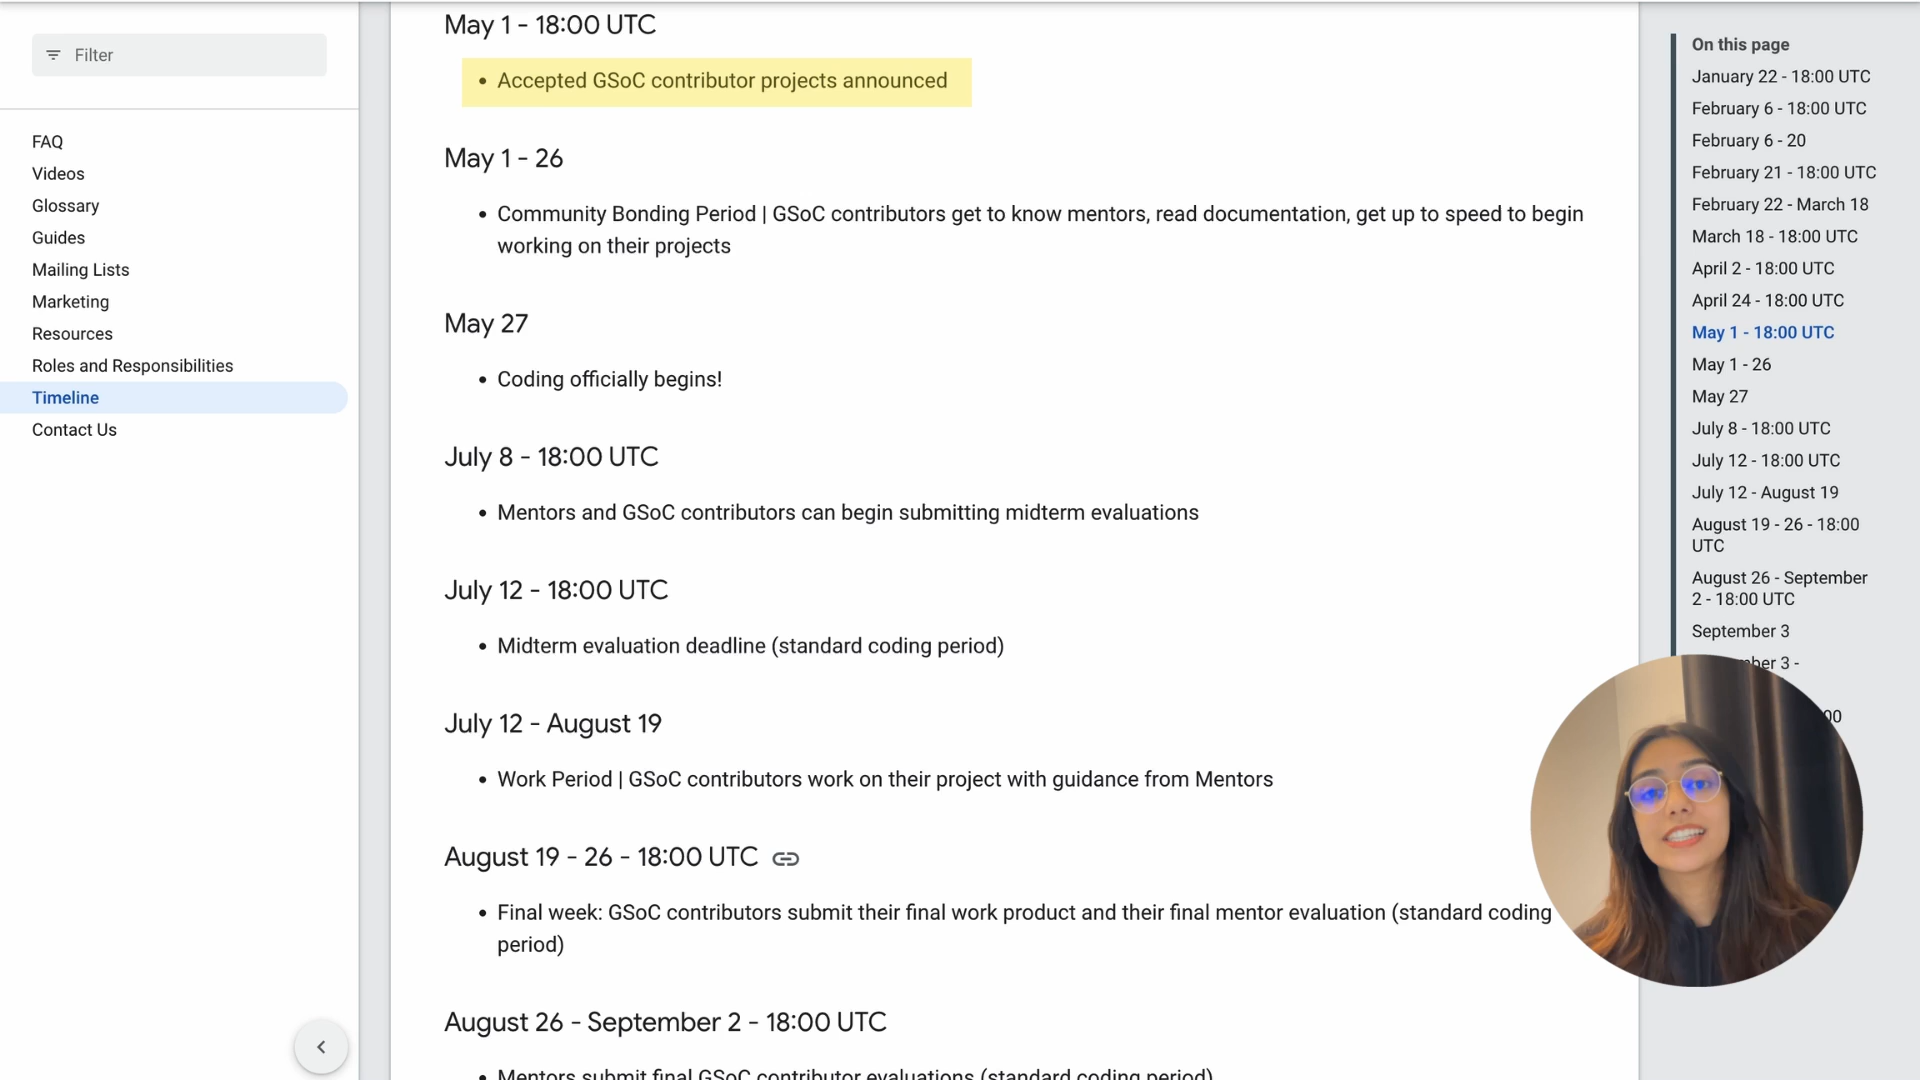 Filter
FAQ
Videos
Glossary
Guides
Mailing Lists
Marketing
Resources
Roles and Responsibilities
Timeline
Contact Us
May 1 - 18:00 UTC
• Accepted GSoC contributor projects announced
May 1 - 26
• Community Bonding Period | GSoC contributors get to know mentors, read documentation, get up to speed to begin
working on their projects
May 27
• Coding officially begins!
July 8 - 18:00 UTC
• Mentors and GSoC contributors can begin submitting midterm evaluations
July 12 - 18:00 UTC
• Midterm evaluation deadline (standard coding period)
July 12 - August 19
• Work Period | GSoC contributors work on their project with guidance from Mentors
August 19 - 26 - 18:00 UTC
• Final week: GSoC contributors submit their final work product and their final mentor evaluation (standard coding
period)
August 26 - September 2 - 18:00 UTC
• Mentors submit final GSoC contributor evaluations (standard coding period)
On this page
January 22 - 18:00 UTC
February 6 - 18:00 UTC
February 6 - 20
February 21 - 18:00 UTC
February 22 - March 18
March 18 - 18:00 UTC
April 2 - 18:00 UTC
April 24 - 18:00 UTC
May 1 - 18:00 UTC
May 1 - 26
May 27
July 8 - 18:00 UTC
July 12 - 18:00 UTC
July 12 - August 19
August 19 - 26 - 18:00
UTC
August 26 - September
2 - 18:00 UTC
September 3
3 -